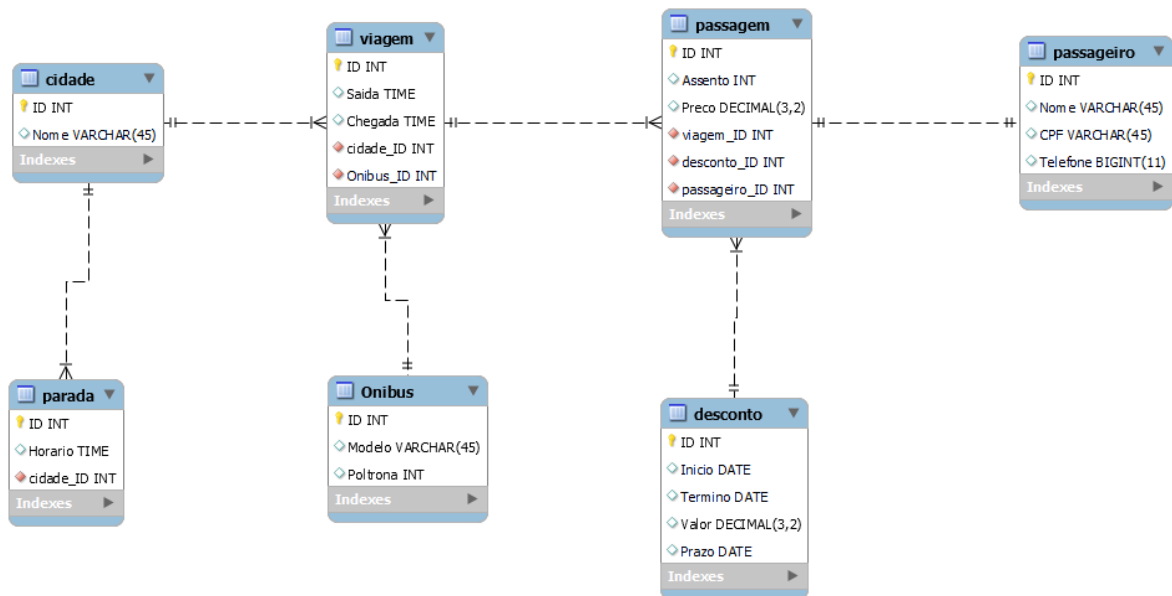 cidade
ID INT
Nome VARCHAR(45)
Indexes
viagem
ID INT
Saida TIME
Chegada TIME
cidade_ID INT
Onibus_ID INT
Indexes
passagem
ID INT
Assento INT
Preco DECIMAL(3,2)
viagem_ID INT
desconto_ID INT
passageiro_ID INT
Indexes
passageiro
ID INT
Nome VARCHAR(45)
CPF VARCHAR(45)
Telefone BIGINT(11)
Indexes
parada
ID INT
Horario TIME
cidade_ID INT
Indexes
Onibus
ID INT
Modelo VARCHAR(45)
Poltrona INT
Indexes
desconto
ID INT
Inicio DATE
Termino DATE
Valor DECIMAL(3,2)
Prazo DATE
Indexes